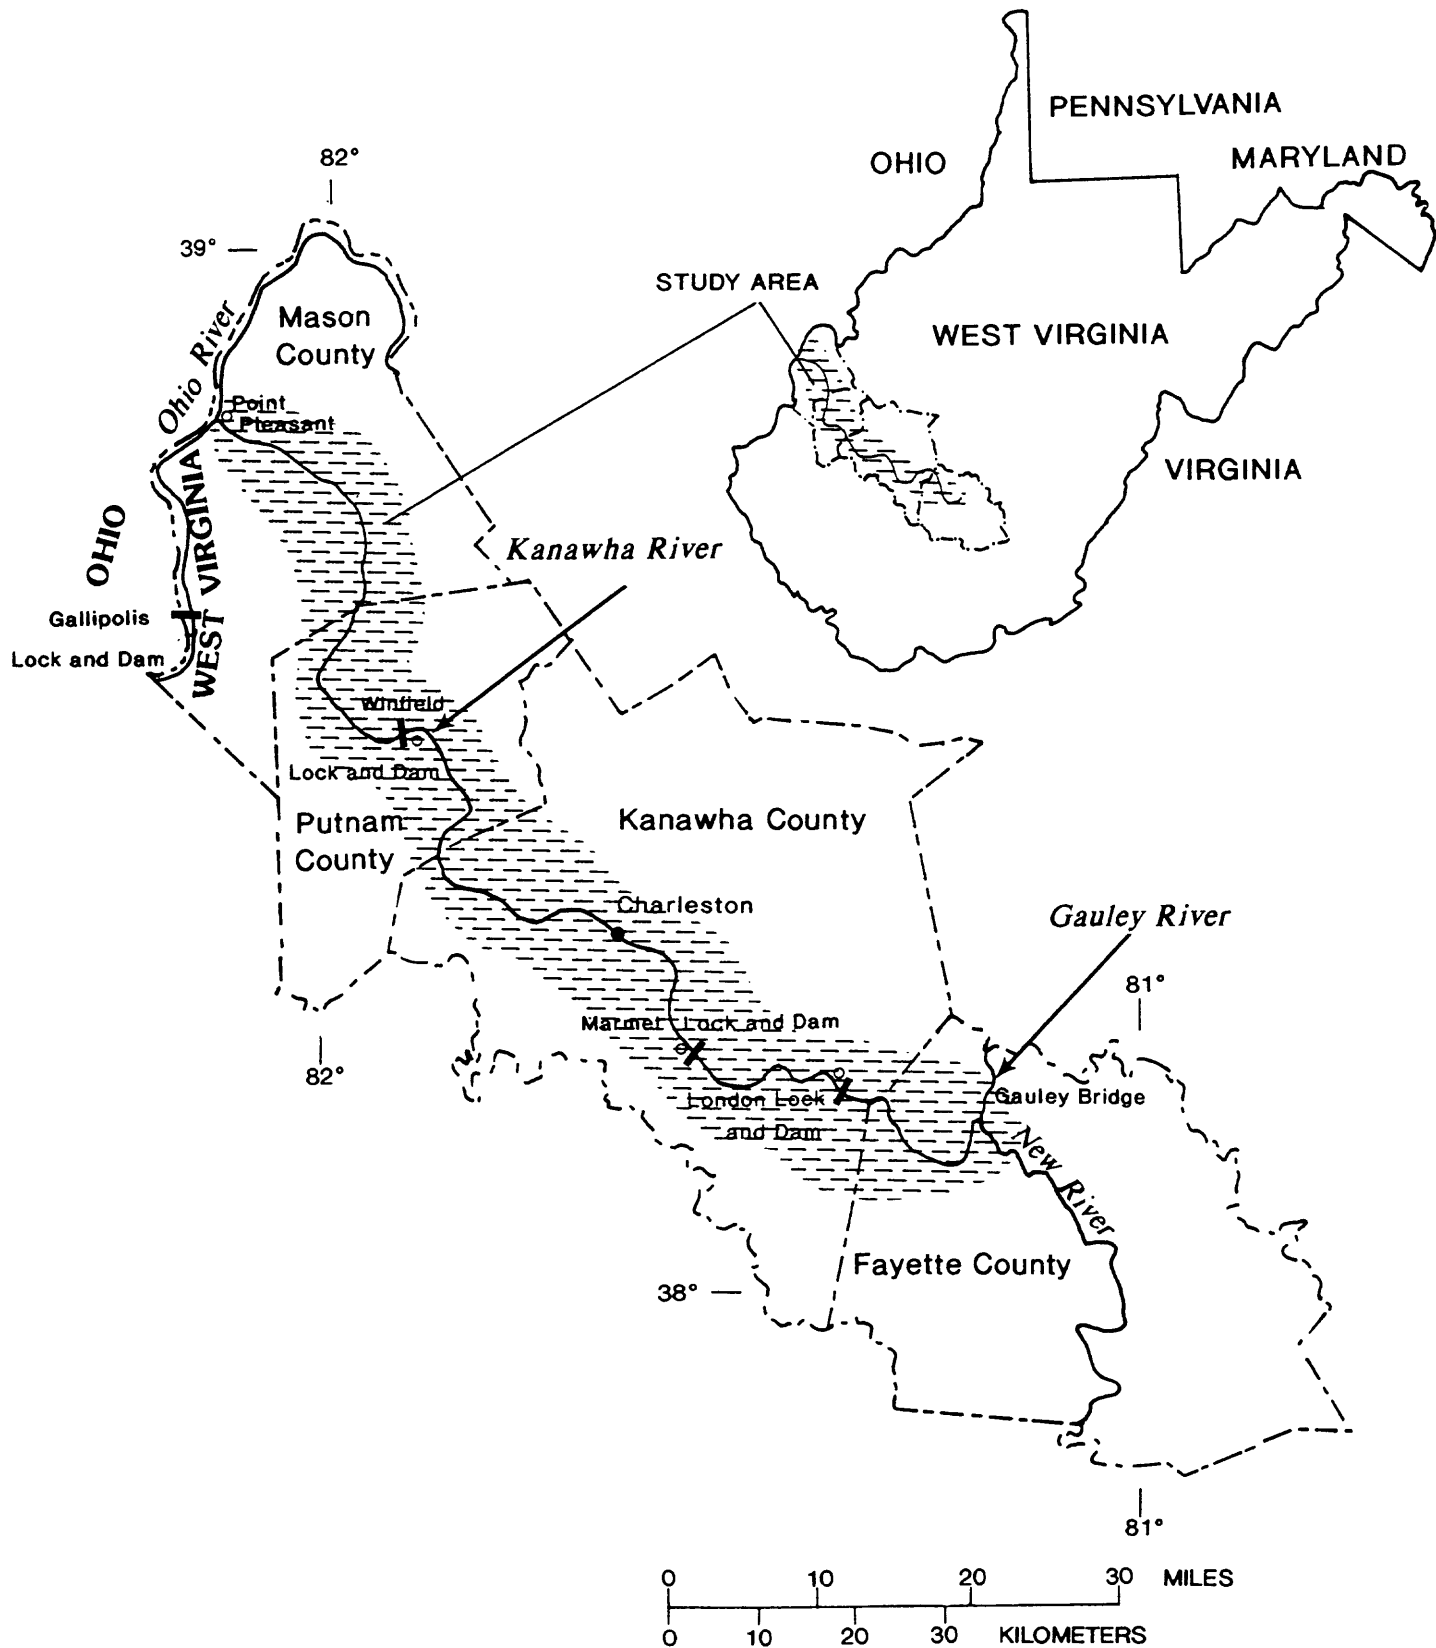 PENNSYLVANIA
OHIO
MARYLAND
82°
39°
STUDY AREA
WEST VIRGINIA
VIRGINIA
Mason
County
Ohio River
Point
Pleasant
OHIO
WEST VIRGINIA
Kanawha River
Gallipolis
Lock and Dam
Winfield
Lock and Dam
Putnam
County
Kanawha County
Charleston
Gauley River
81°
82°
Marmet Lock and Dam
London Lock
and Dam
Gauley Bridge
New River
Fayette County
38°
81°
0 10 20 30 MILES
0 10 20 30 KILOMETERS